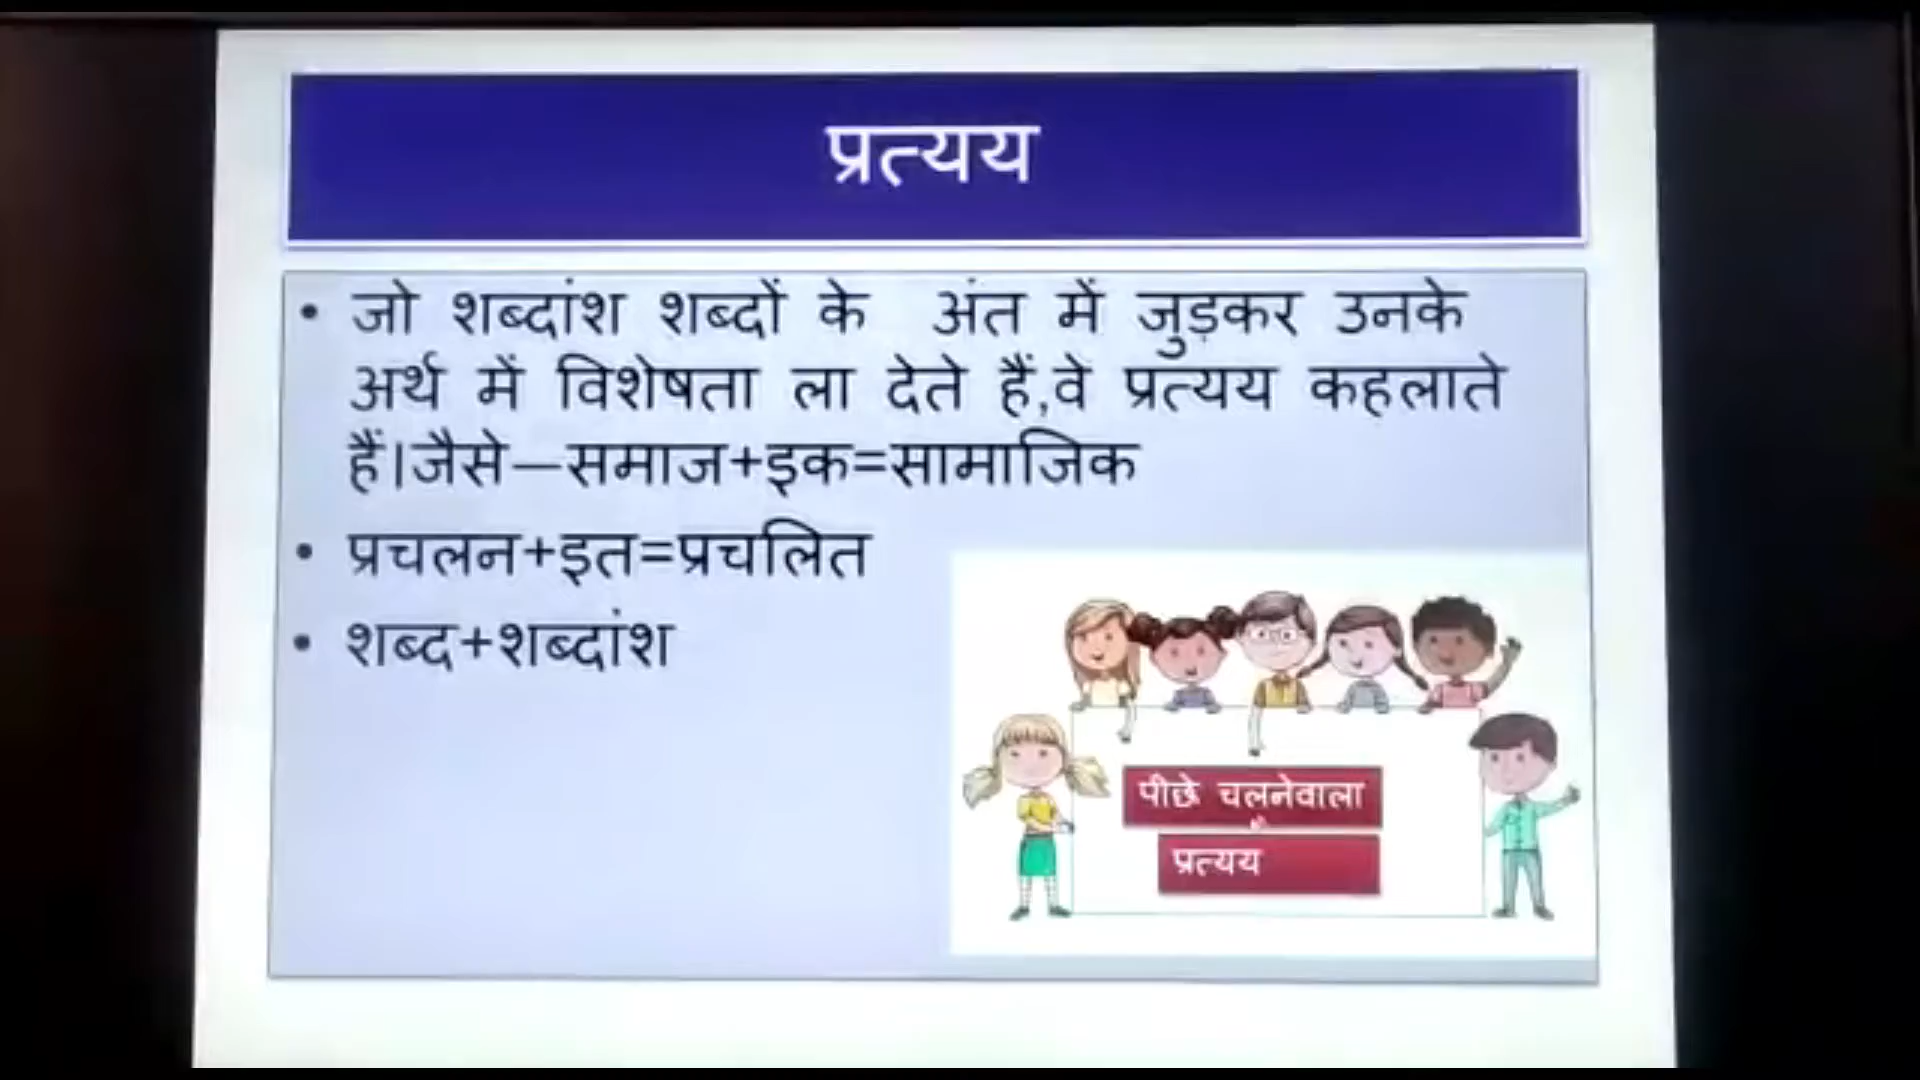 प्रत्यय
• जो शब्दांश शब्दों के अंत में जुड़कर उनके
अर्थ में विशेषता ला देते हैं,वे प्रत्यय कहलाते
हैं।जैसे—समाज+इक=सामाजिक
• प्रचलन+इत=प्रचलित
• शब्द+शब्दांश
पीछे चलनेवाला
प्रत्यय